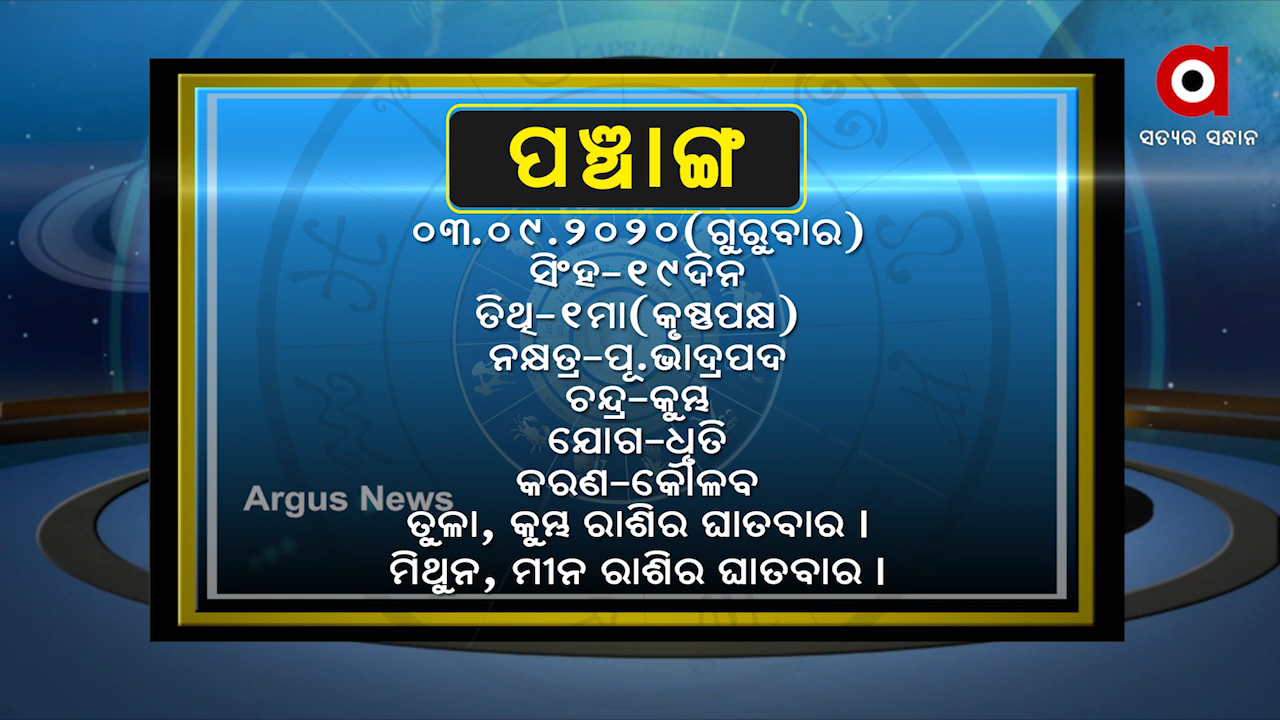 ପଞ୍ଚାଙ୍ଗ
ସତ୍ୟର ସନ୍ଧାନ
୦୩.୦୯.୨୦୨୦(ଗୁରୁବାର)
ସିଂହ-୧୯ଦିନ
ତିଥି-୧ମା(କୃଷ୍ଣପକ୍ଷ)
ନକ୍ଷତ୍ର-ପୂ.ଭାଦ୍ରପଦ
ଚନ୍ଦ୍ର-କୁମ୍ଭ
ଯୋଗ-ଧୃତି
କରଣ-କୌଳବ
Argus News
ତୁଳା, କୁମ୍ଭ ରାଶିର ଘାତବାର ।
ମିଥୁନ, ମୀନ ରାଶିର ଘାତବାର ।